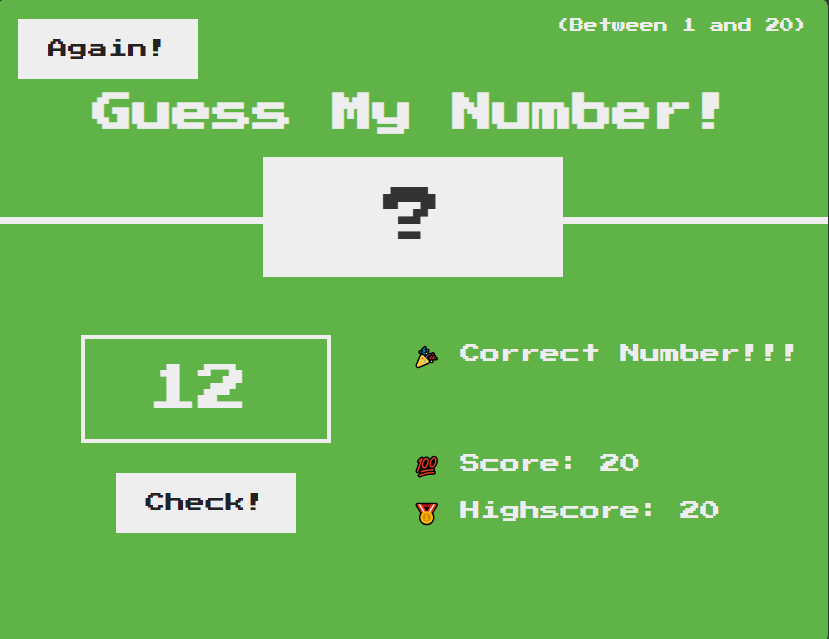 Again!
(Between 1 and 20)
Guess My Number!
?
12
🎉 Correct Number!!!
Check!
💯 Score: 20
🏅 Highscore: 20